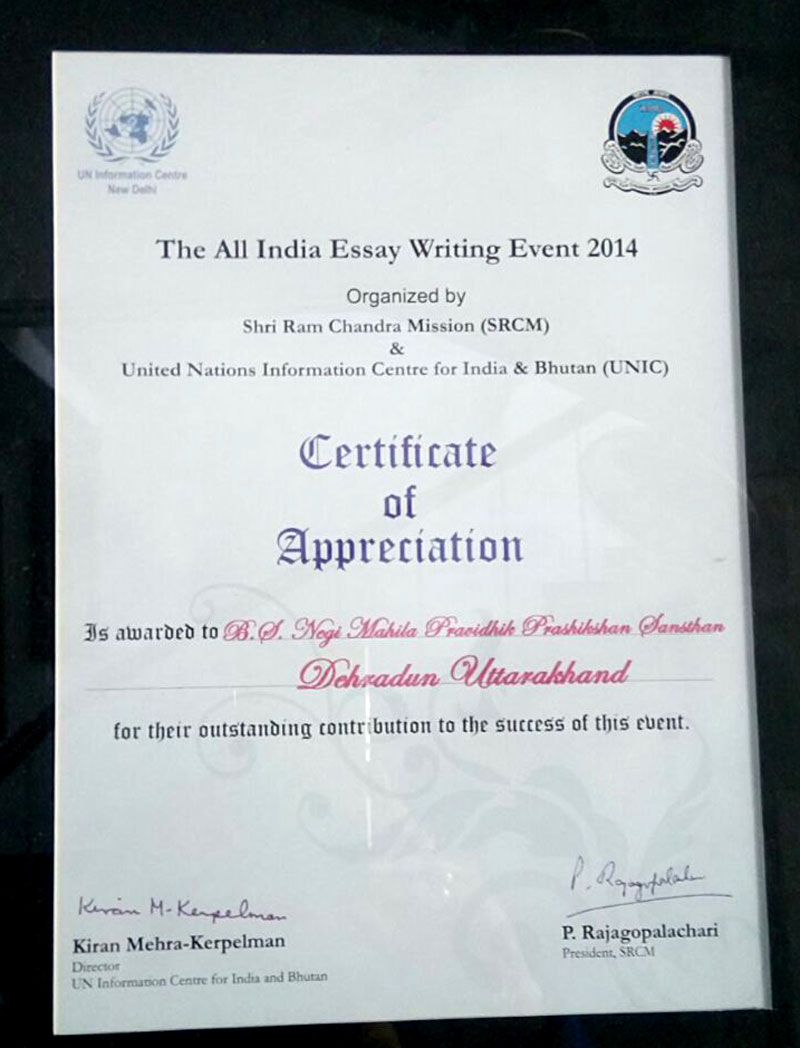 UN Information Centre
New Delhi
The All India Essay Writing Event 2014
Organized by
Shri Ram Chandra Mission (SRCM)
&
United Nations Information Centre for India & Bhutan (UNIC)
Certificate
of
Appreciation
Is awarded to B.S. Negi Mahila Pravidhik Prashikshan Sansthan
Dehradun Uttarakhand
for their outstanding contribution to the success of this event.
Kiran M-Kerpelman
P. Rajagopalachari
Kiran Mehra-Kerpelman
Director
UN Information Centre for India and Bhutan
P. Rajagopalachari
President, SRCM